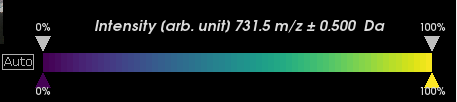 Intensity (arb. unit) 731.5 m/z ± 0.500 Da
0% 100%
Auto
0% 100%